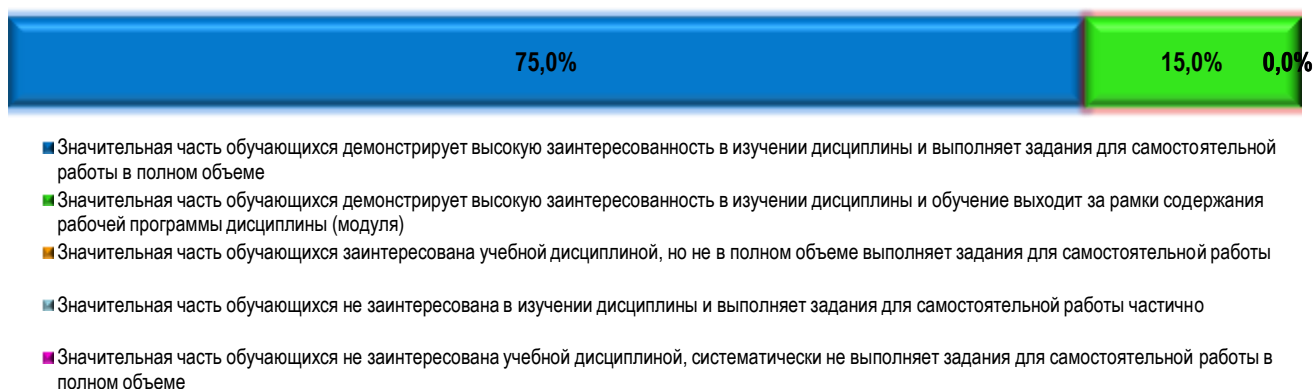 75,0% 15,0% 0,0%
Значительная часть обучающихся демонстрирует высокую заинтересованность в изучении дисциплины и выполняет задания для самостоятельной
работы в полном объеме
Значительная часть обучающихся демонстрирует высокую заинтересованность в изучении дисциплины и обучение выходит за рамки содержания
рабочей программы дисциплины (модуля)
Значительная часть обучающихся заинтересована учебной дисциплиной, но не в полном объеме выполняет задания для самостоятельной работы
Значительная часть обучающихся не заинтересована в изучении дисциплины и выполняет задания для самостоятельной работы частично
Значительная часть обучающихся не заинтересована учебной дисциплиной, систематически не выполняет задания для самостоятельной работы в
полном объеме